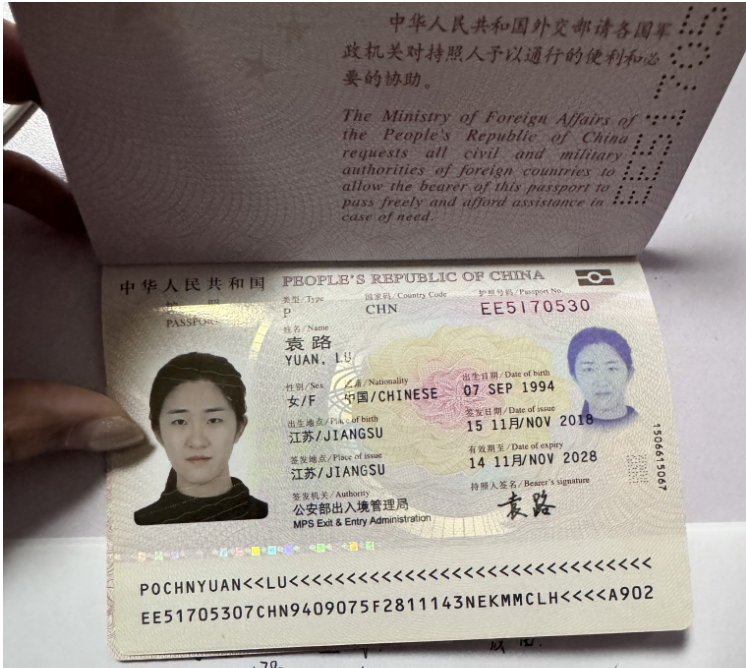 中华人民共和国外交部请各国军
政机关对持照人予以通行的便利和必
要的协助。
The Ministry of Foreign Affairs of
the People's Republic of China
requests all civil and military
authorities of foreign countries to
allow the bearer of this passport to
pass freely and afford assistance in
case of need.
中华人民共和国 PEOPLE'S REPUBLIC OF CHINA
护照 类型/Type 国家码/Country Code 护照号码/Passport No.
PASSPORT P CHN EE5170530
姓名/Name
袁路
YUAN, LU
性别/Sex 国籍/Nationality 出生日期/Date of birth
女/F 中国/CHINESE 07 SEP 1994
出生地点/Place of birth 签发日期/Date of issue
江苏/JIANGSU 15 11月/NOV 2018
签发地点/Place of issue 有效期至/Date of expiry
江苏/JIANGSU 14 11月/NOV 2028
签发机关/Authority 持照人签名/Bearer's signature
公安部出入境管理局 袁路
MPS Exit & Entry Administration
1506615067
POCHNYUAN<<LU<<<<<<<<<<<<<<<<<<<<<<<<<<<<<<<
EE51705307CHN9409075F2811143NEKMMCLH<<<<A902